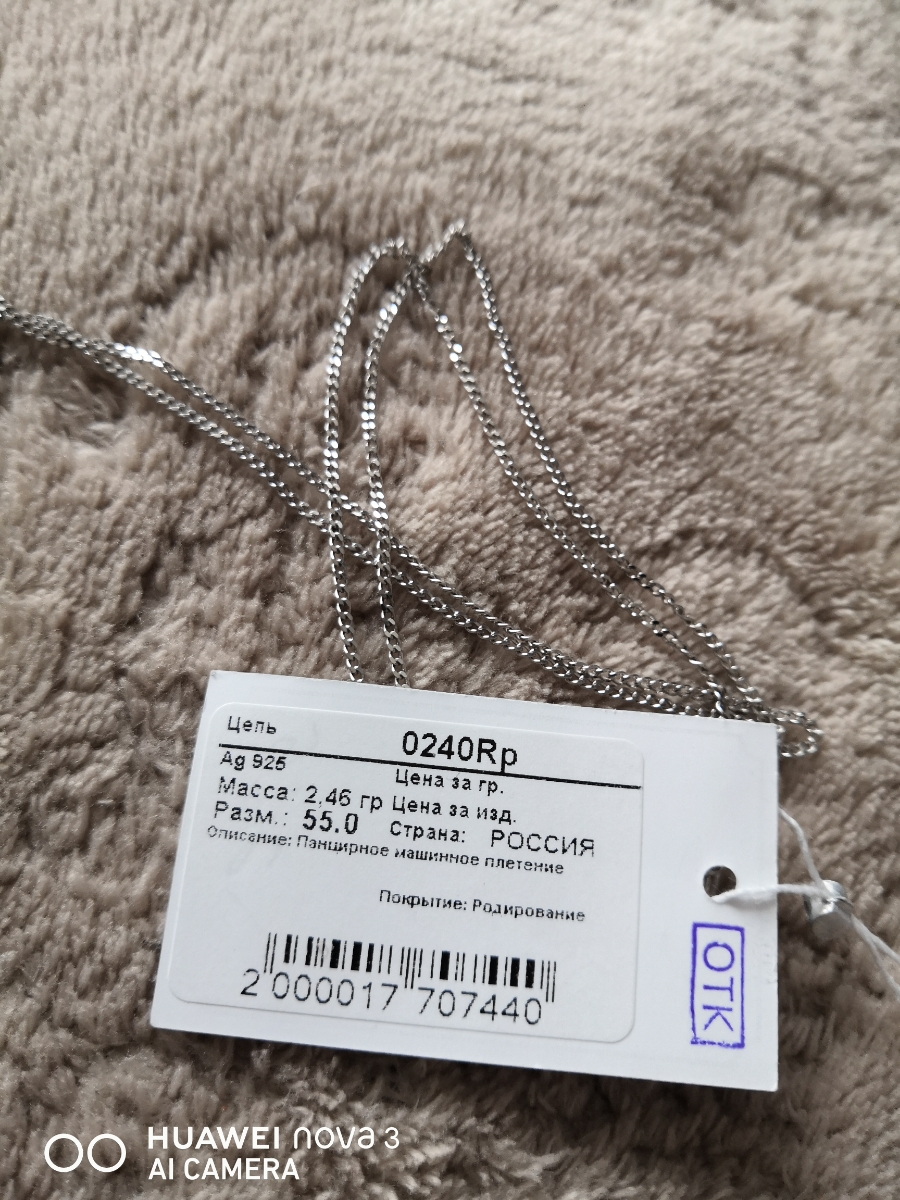 Цепь
0240Rp
Ag 925
Цена за гр.
Масса: 2,46 гр Цена за изд.
Разм.: 55.0 Страна: РОССИЯ
Описание: Панцирное машинное плетение
Покрытие: Родирование
2 000017 707440
ОТК
HUAWEI nova 3
AI CAMERA